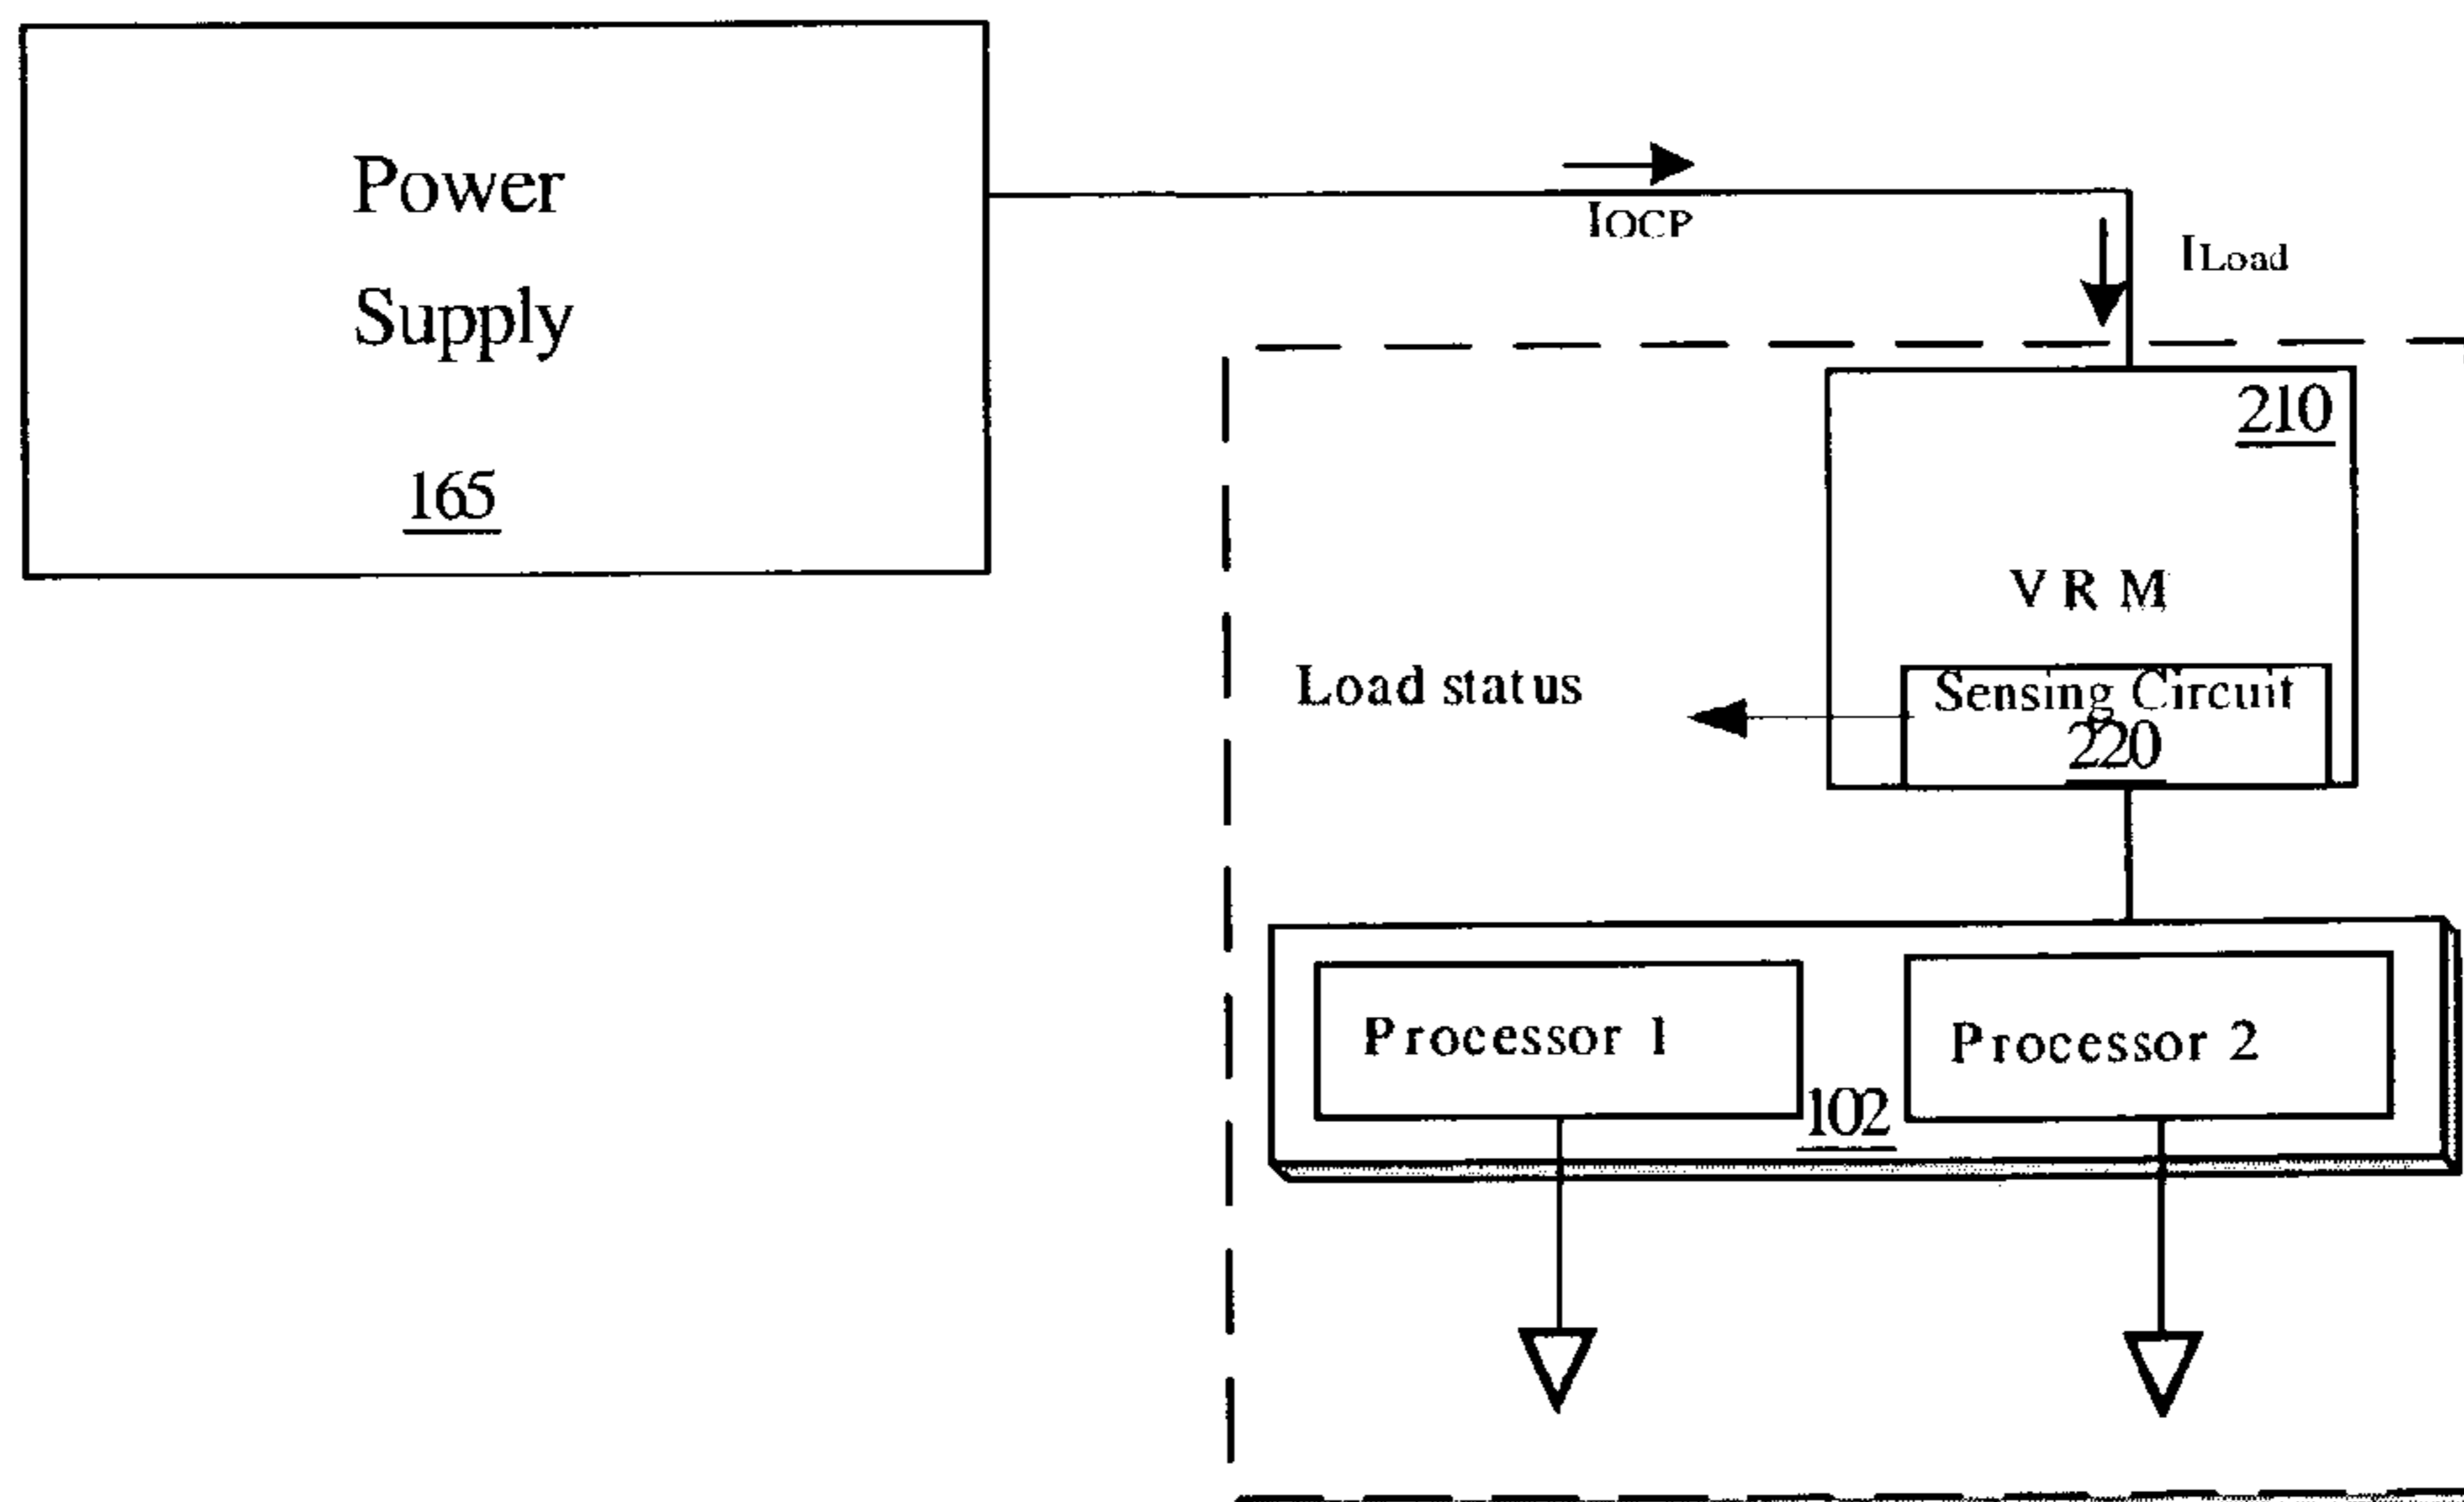 Power
Supply
165
IOCP
ILoad
210
VRM
Load status
Sensing Circuit
220
Processor 1
Processor 2
102